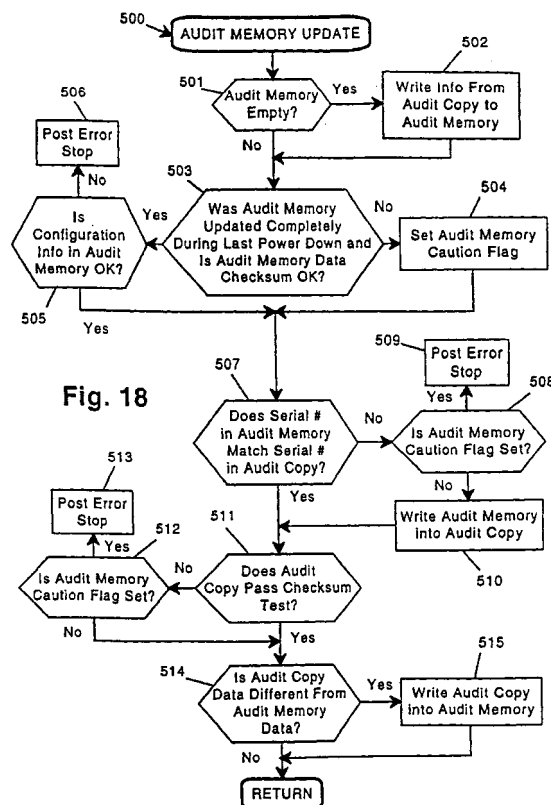 500
AUDIT MEMORY UPDATE
501
Audit Memory
Empty?
Yes
No
502
Write Info From
Audit Copy to
Audit Memory
506
Post Error
Stop
No
503
Was Audit Memory
Updated Completely
During Last Power Down and
Is Audit Memory Data
Checksum OK?
Yes
No
504
Set Audit Memory
Caution Flag
Is
Configuration
Info in Audit
Memory OK?
505
Yes
Fig. 18
507
Does Serial #
in Audit Memory
Match Serial #
in Audit Copy?
No
Yes
509
Post Error
Stop
Yes
508
Is Audit Memory
Caution Flag Set?
No
Write Audit Memory
into Audit Copy
510
513
Post Error
Stop
Yes
512
Is Audit Memory
Caution Flag Set?
No
511
Does Audit
Copy Pass Checksum
Test?
No
Yes
514
Is Audit Copy
Data Different From
Audit Memory
Data?
Yes
No
515
Write Audit Copy
into Audit Memory
RETURN